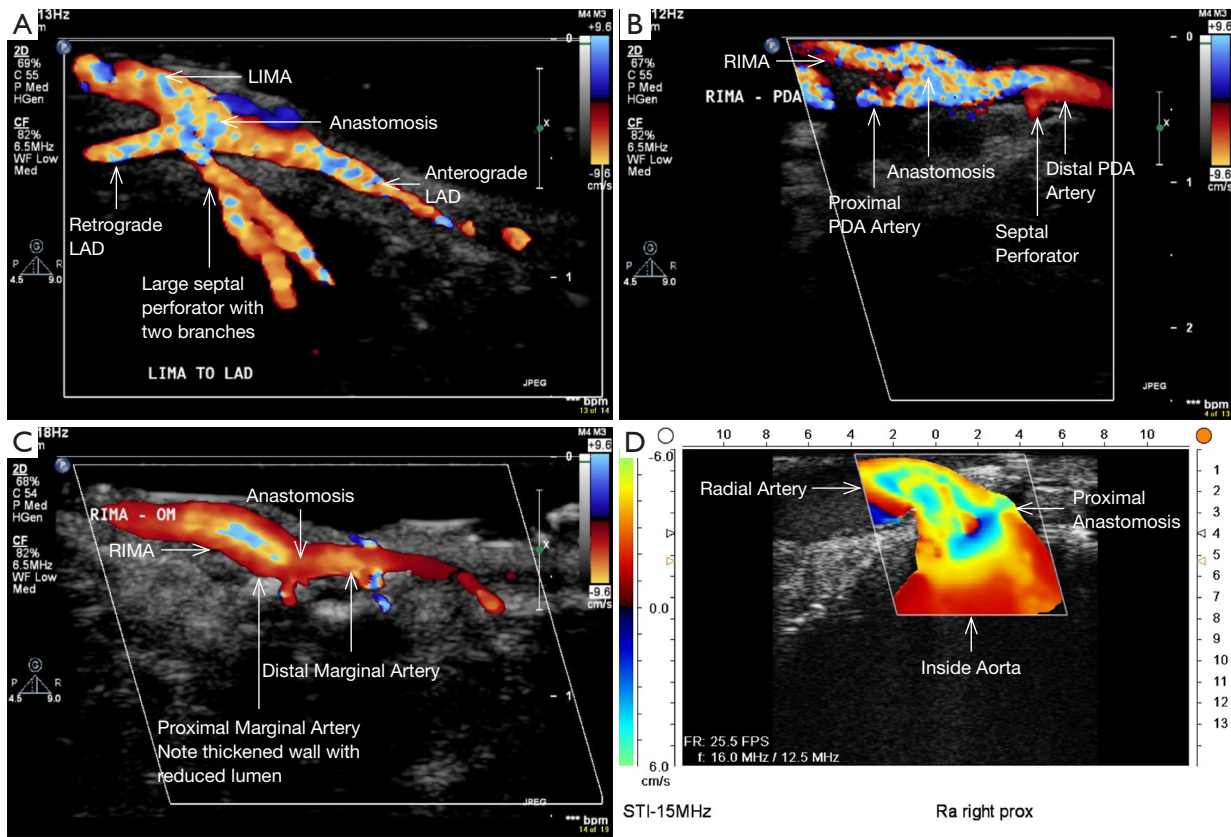 A
13Hz
m
2D
69%
C 55
P Med
HGen
CF
82%
6.5MHz
WF Low
Med
M4 M3
+9.6
-9.6
cm/s
0
x
1
LIMA
Anastomosis
Anterograde
LAD
Retrograde
LAD
Large septal
perforator with
two branches
P
G
P R
4.5 9.0
LIMA TO LAD
JPEG
*** bpm
13 of 14
B
12Hz
m
2D
67%
C 55
P Med
HGen
CF
82%
6.5MHz
WF Low
Med
M4 M3
+9.6
-9.6
cm/s
0
x
1
2
P
RIMA
RIMA - PDA
Anastomosis
Proximal
PDA Artery
Distal PDA
Artery
Septal
Perforator
G
P R
4.5 9.0
JPEG
*** bpm
4 of 13
C
18Hz
m
2D
68%
C 54
P Med
HGen
CF
82%
6.5MHz
WF Low
Med
M4 M3
+9.6
-9.6
cm/s
0
x
1
P
Anastomosis
RIMA - OM
RIMA
Distal Marginal Artery
Proximal Marginal Artery
Note thickened wall with
reduced lumen
G
P R
4.5 9.0
JPEG
*** bpm
14 of 19
D
10 8 6 4 2 0 2 4 6 8 10
-6.0
0.0
6.0
cm/s
1
2
3
4
5
6
7
8
9
10
11
12
13
Radial Artery
Proximal
Anastomosis
Inside Aorta
FR: 25.5 FPS
f: 16.0 MHz / 12.5 MHz
STI-15MHz
Ra right prox